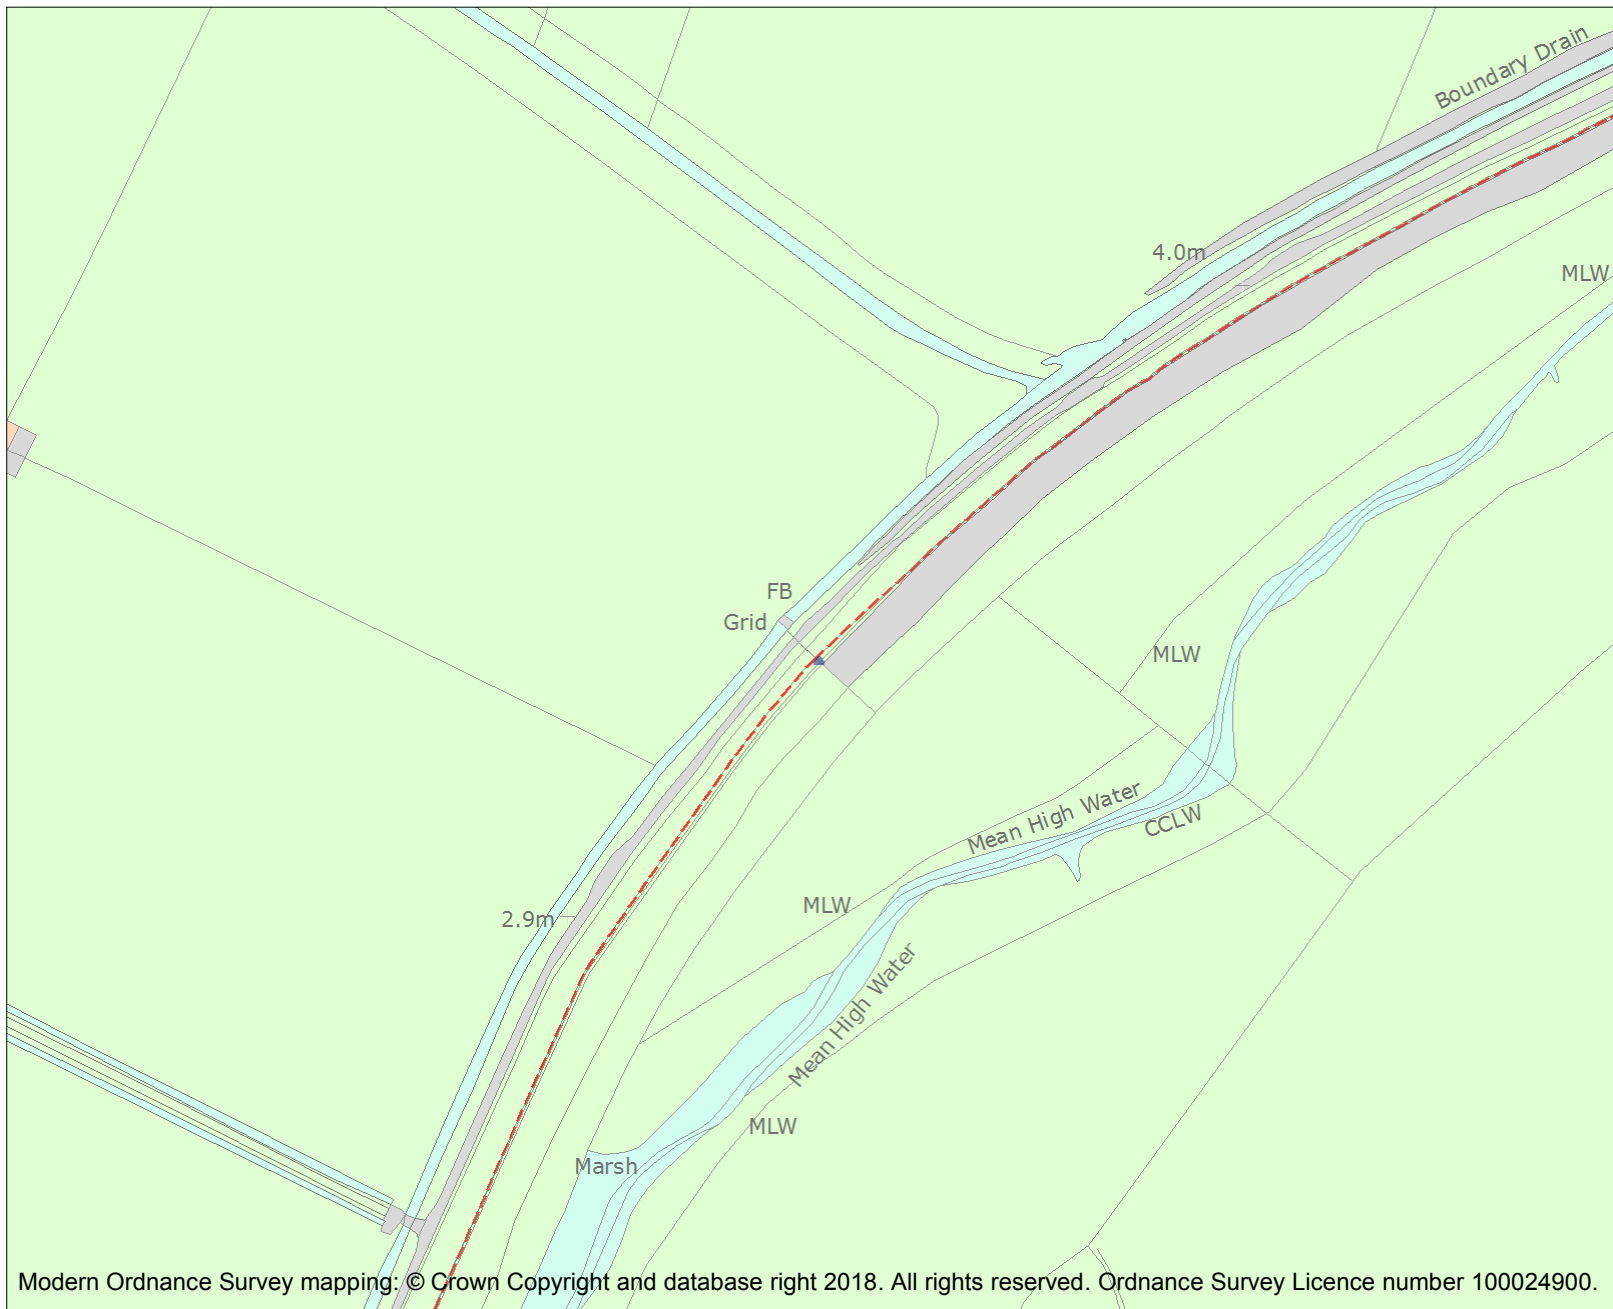 Boundary Drain
4.0m
MLW
FB
Grid
MLW
Mean High Water
CCLW
MLW
2.9m
Mean High Water
MLW
Marsh
Modern Ordnance Survey mapping: © Crown Copyright and database right 2018. All rights reserved. Ordnance Survey Licence number 100024900.